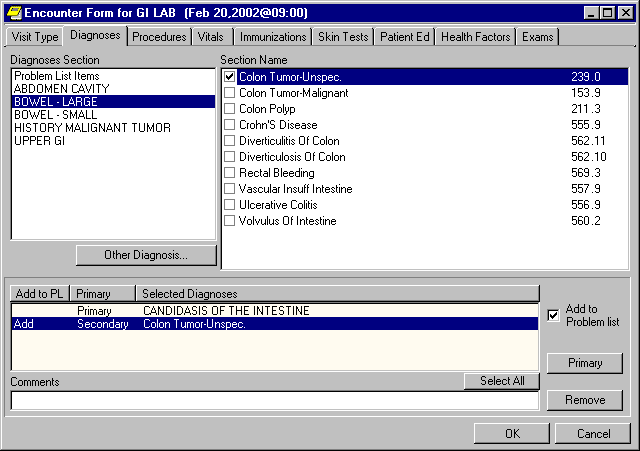 Encounter Form for GI LAB (Feb 20,2002@09:00)
Visit Type Diagnoses Procedures Vitals Immunizations Skin Tests Patient Ed Health Factors Exams
Diagnoses Section
Problem List Items
ABDOMEN CAVITY
BOWEL - LARGE
BOWEL - SMALL
HISTORY MALIGNANT TUMOR
UPPER GI
Other Diagnosis...
Section Name
Colon Tumor-Unspec. 239.0
Colon Tumor-Malignant 153.9
Colon Polyp 211.3
Crohn'S Disease 555.9
Diverticulitis Of Colon 562.11
Diverticulosis Of Colon 562.10
Rectal Bleeding 569.3
Vascular Insuff Intestine 557.9
Ulcerative Colitis 556.9
Volvulus Of Intestine 560.2
Add to PL Primary Selected Diagnoses
Primary CANDIDASIS OF THE INTESTINE
Add Secondary Colon Tumor-Unspec.
Add to
Problem list
Primary
Select All
Comments
Remove
OK Cancel